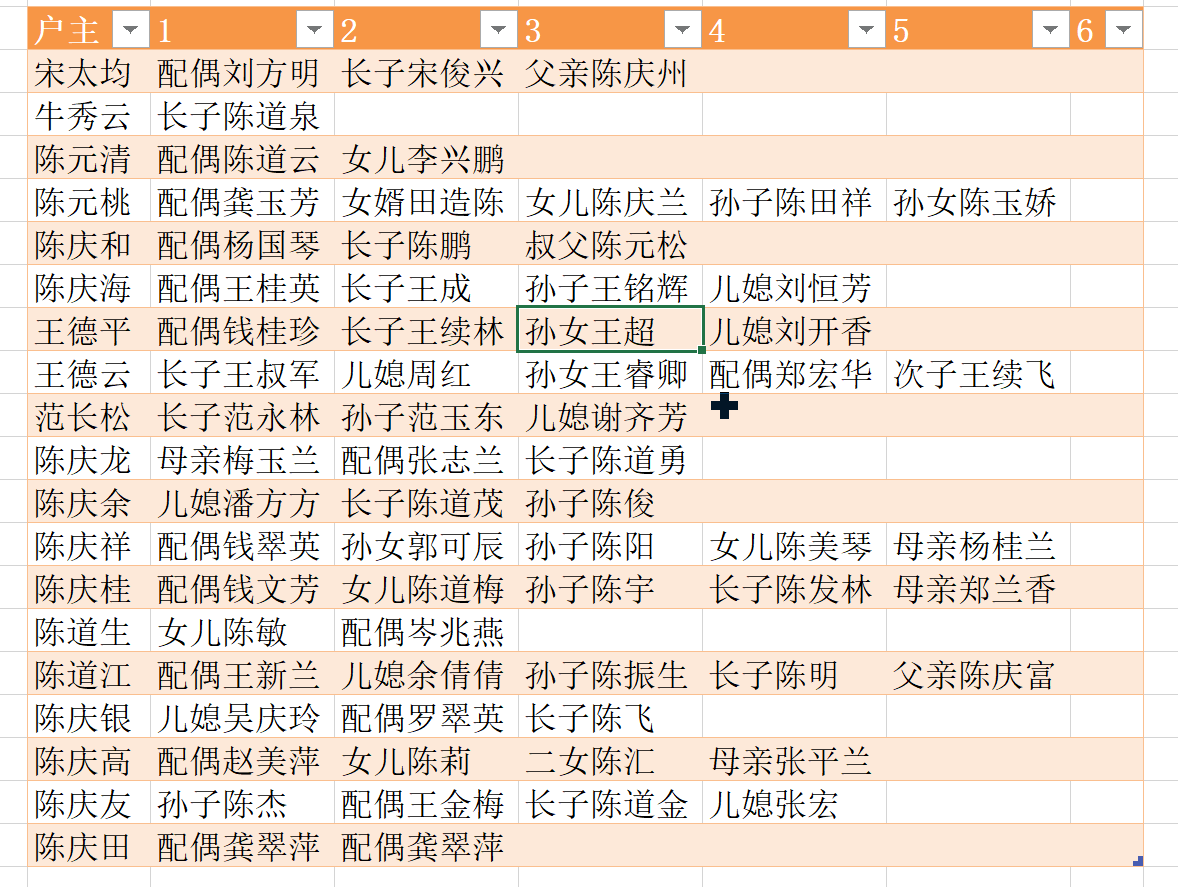 户主 1 2 3 4 5 6
宋太均 配偶刘方明 长子宋俊兴 父亲陈庆州
牛秀云 长子陈道泉
陈元清 配偶陈道云 女儿李兴鹏
陈元桃 配偶龚玉芳 女婿田造陈 女儿陈庆兰 孙子陈田祥 孙女陈玉娇
陈庆和 配偶杨国琴 长子陈鹏 叔父陈元松
陈庆海 配偶王桂英 长子王成 孙子王铭辉 儿媳刘恒芳
王德平 配偶钱桂珍 长子王续林 孙女王超 儿媳刘开香
王德云 长子王叔军 儿媳周红 孙女王睿卿 配偶郑宏华 次子王续飞
范长松 长子范永林 孙子范玉东 儿媳谢齐芳
陈庆龙 母亲梅玉兰 配偶张志兰 长子陈道勇
陈庆余 儿媳潘方方 长子陈道茂 孙子陈俊
陈庆祥 配偶钱翠英 孙女郭可辰 孙子陈阳 女儿陈美琴 母亲杨桂兰
陈庆桂 配偶钱文芳 女儿陈道梅 孙子陈宇 长子陈发林 母亲郑兰香
陈道生 女儿陈敏 配偶岑兆燕
陈道江 配偶王新兰 儿媳余倩倩 孙子陈振生 长子陈明 父亲陈庆富
陈庆银 儿媳吴庆玲 配偶罗翠英 长子陈飞
陈庆高 配偶赵美萍 女儿陈莉 二女陈汇 母亲张平兰
陈庆友 孙子陈杰 配偶王金梅 长子陈道金 儿媳张宏
陈庆田 配偶龚翠萍 配偶龚翠萍